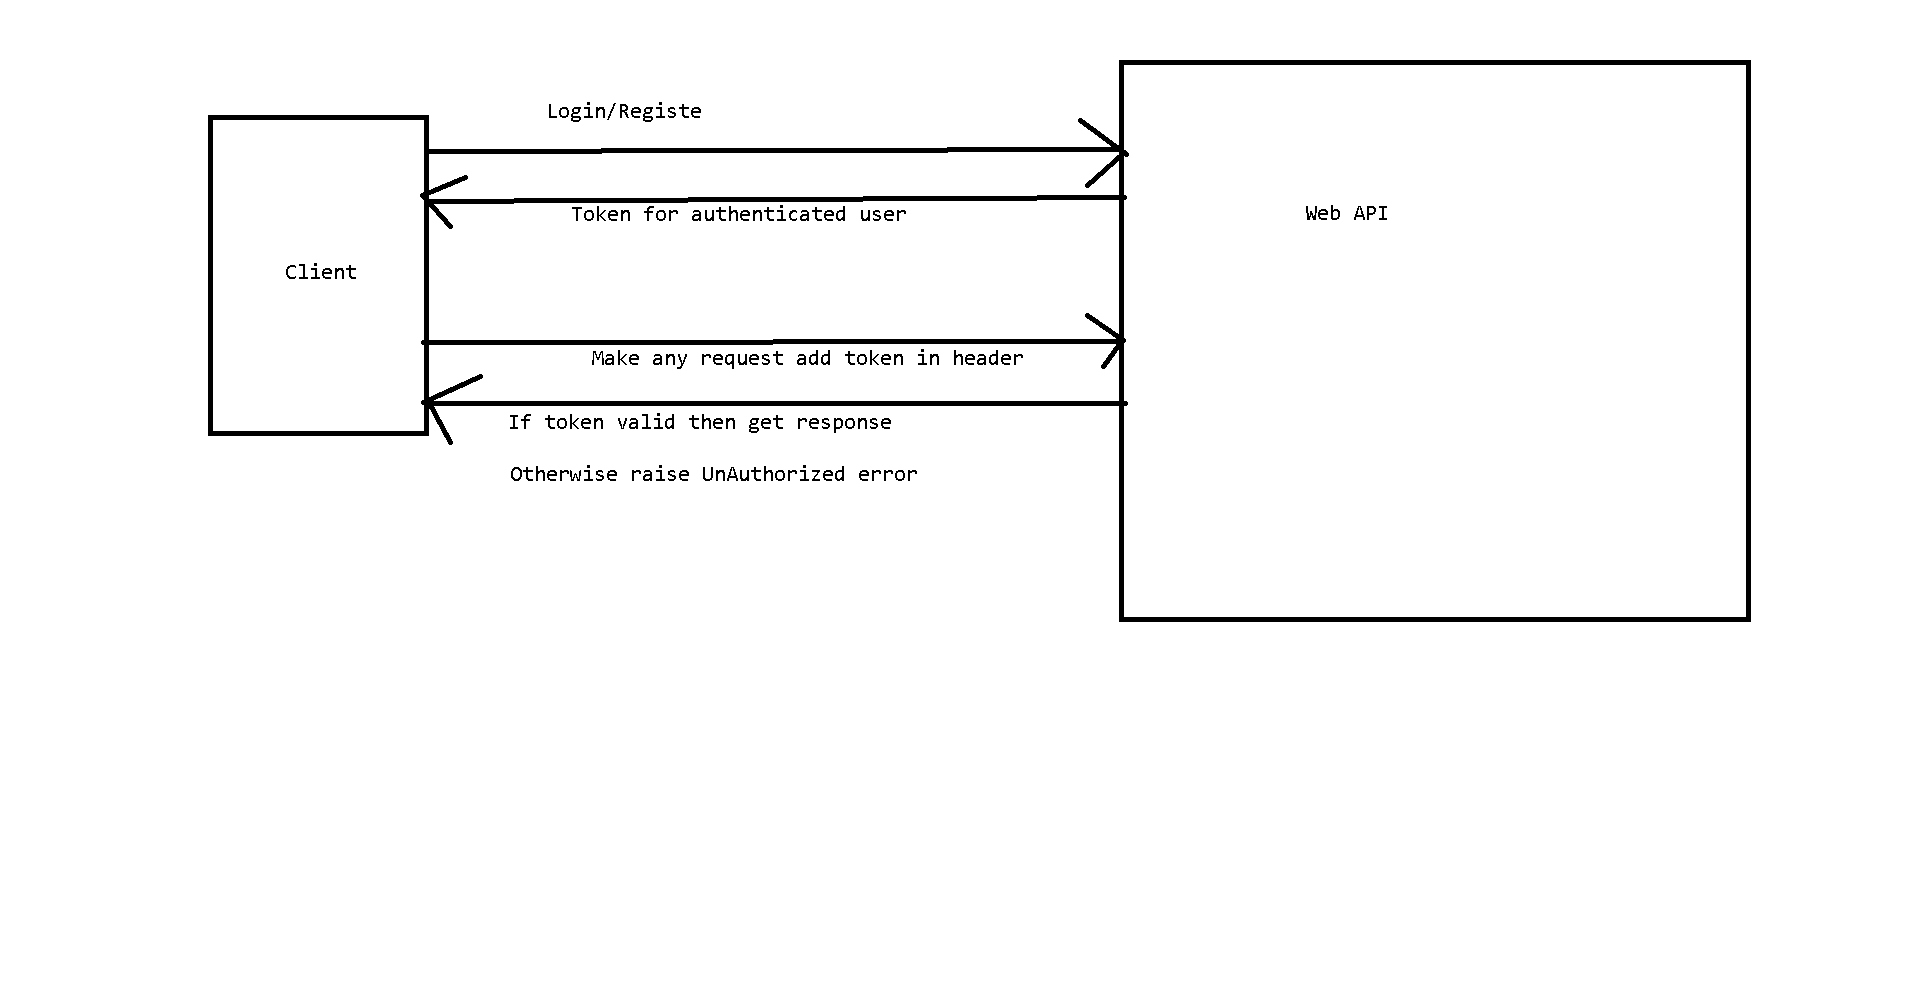 Login/Registe
Token for authenticated user
Web API
Client
Make any request add token in header
If token valid then get response
Otherwise raise UnAuthorized error